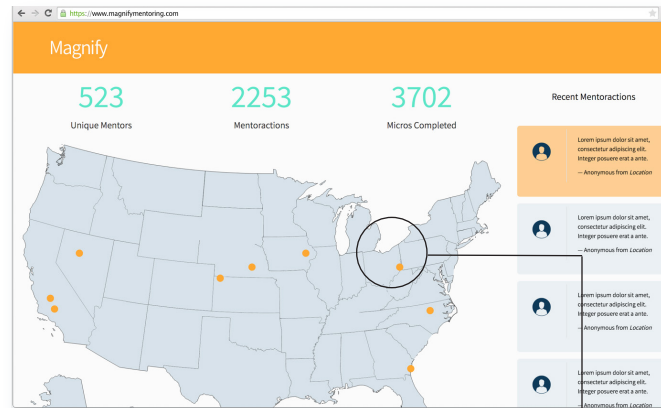 https://www.magnifymentoring.com
Magnify
523
Unique Mentors
2253
Mentoractions
3702
Micros Completed
Recent Mentoractions
Lorem ipsum dolor sit amet,
consectetur adipiscing elit.
Integer posuere erat a ante.
— Anonymous from Location
Lorem ipsum dolor sit amet,
consectetur adipiscing elit.
Integer posuere erat a ante.
— Anonymous from Location
Lorem ipsum dolor sit amet,
consectetur adipiscing elit.
Integer posuere erat a ante.
— Anonymous from Location
Lorem ipsum dolor sit amet,
consectetur adipiscing elit.
Integer posuere erat a ante.
— Anonymous from Location